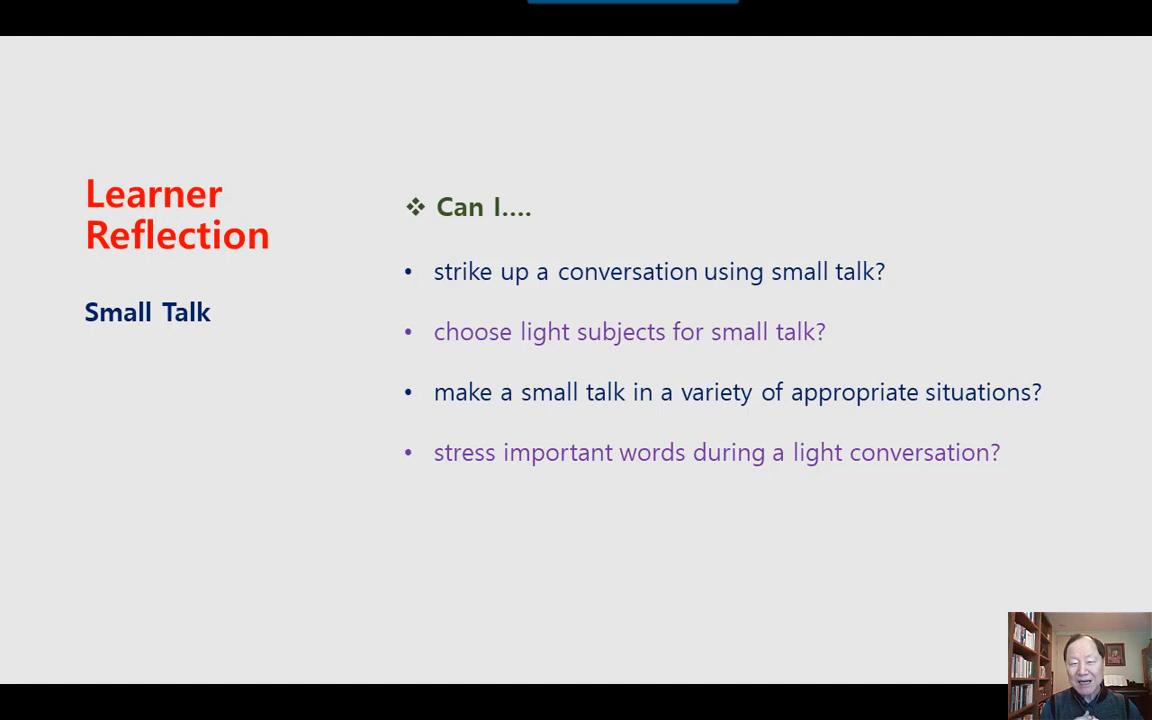 Learner
Reflection
Small Talk
❖ Can I....
• strike up a conversation using small talk?
• choose light subjects for small talk?
• make a small talk in a variety of appropriate situations?
• stress important words during a light conversation?